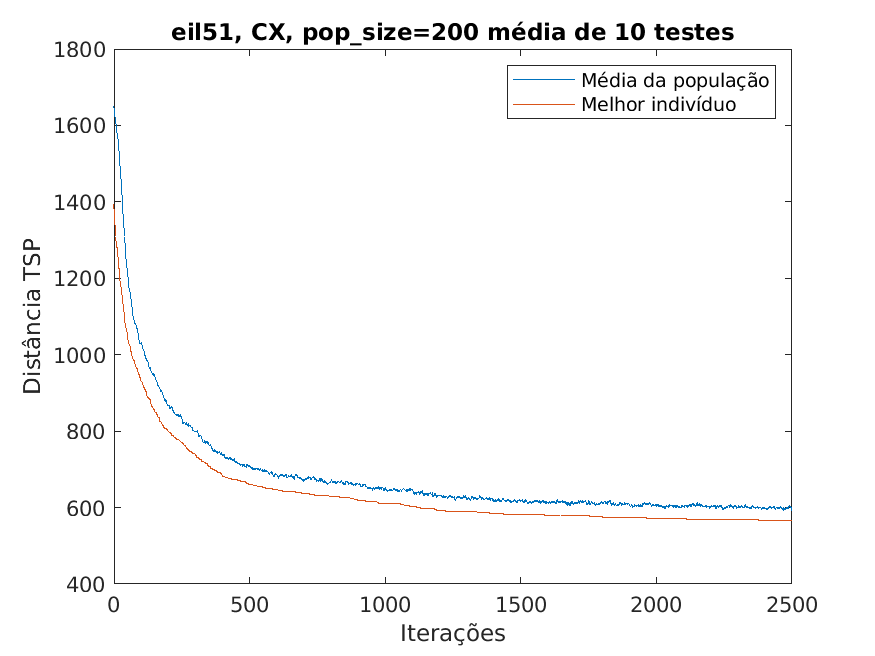 eil51, CX, pop_size=200 média de 10 testes
1800
1600
1400
1200
1000
800
600
400
Distância TSP
Média da população
Melhor indivíduo
0 500 1000 1500 2000 2500
Iterações